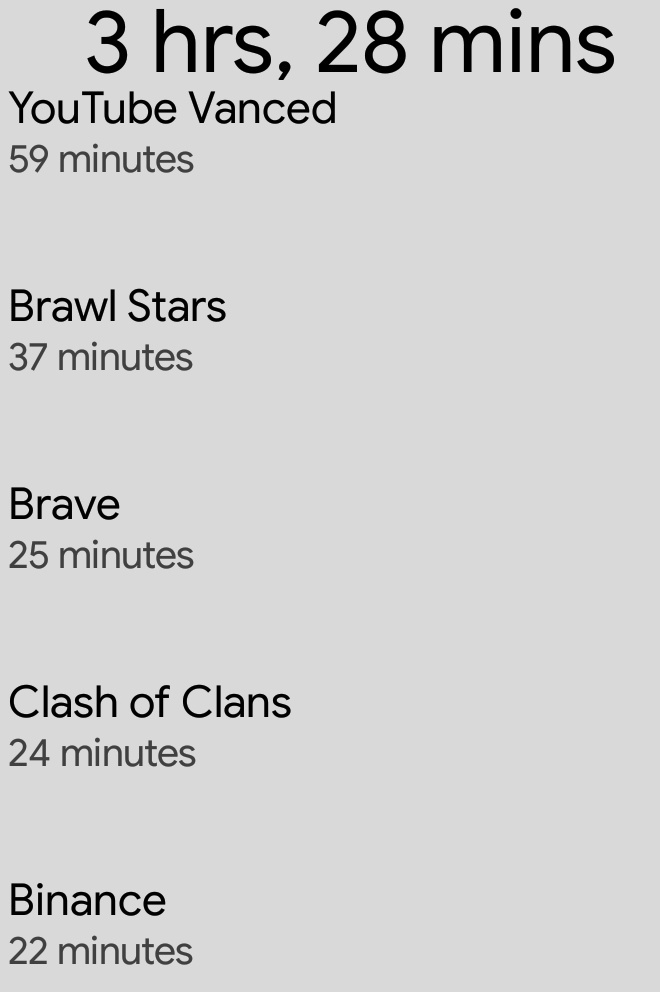 3 hrs, 28 mins
YouTube Vanced
59 minutes
Brawl Stars
37 minutes
Brave
25 minutes
Clash of Clans
24 minutes
Binance
22 minutes